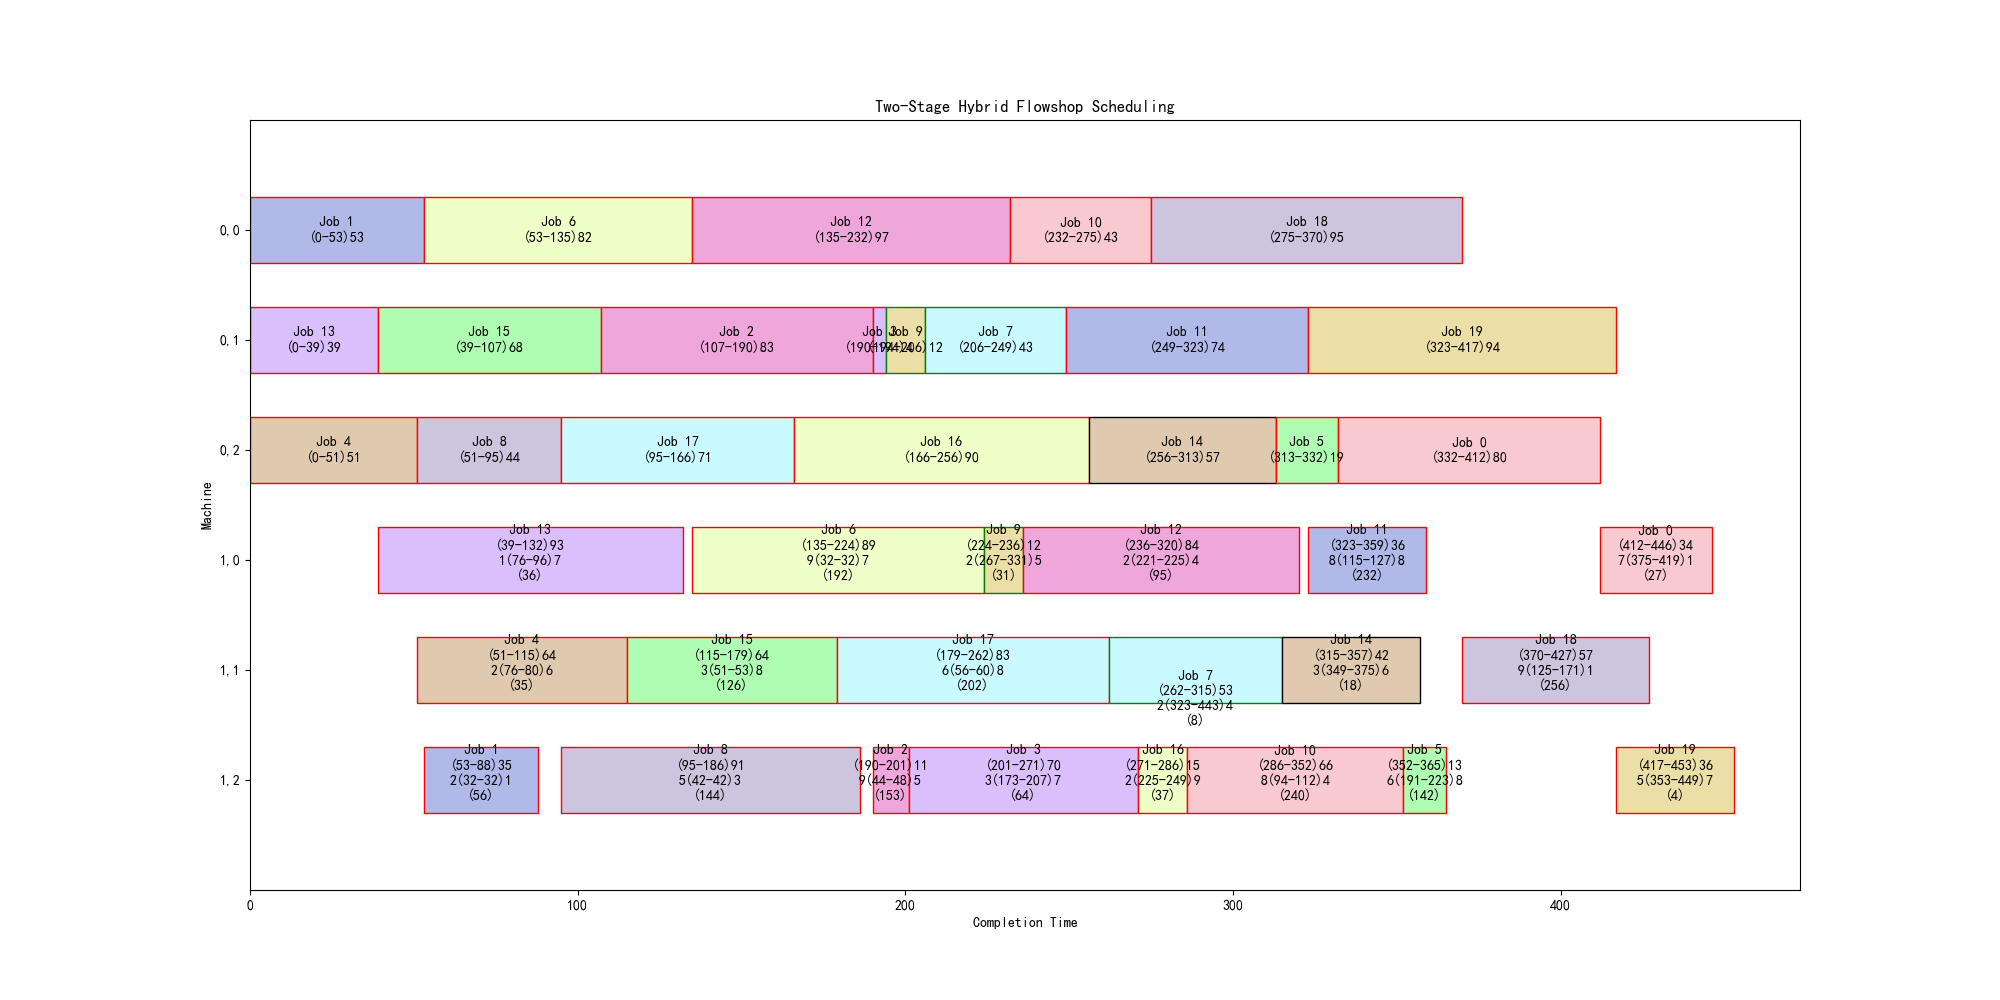 Two-Stage Hybrid Flowshop Scheduling
Machine
0,0
Job 1
(0-53)53
Job 6
(53-135)82
Job 12
(135-232)97
Job 10
(232-275)43
Job 18
(275-370)95
0,1
Job 13
(0-39)39
Job 15
(39-107)68
Job 2
(107-190)83
Job 3
(190-194)4
Job 9
(194-206)12
Job 7
(206-249)43
Job 11
(249-323)74
Job 19
(323-417)94
0,2
Job 4
(0-51)51
Job 8
(51-95)44
Job 17
(95-166)71
Job 16
(166-256)90
Job 14
(256-313)57
Job 5
(313-332)19
Job 0
(332-412)80
1,0
Job 13
(39-132)93
1(76-96)7
(36)
Job 6
(135-224)89
9(32-32)7
(192)
Job 9
(224-236)12
2(267-331)5
(31)
Job 12
(236-320)84
2(221-225)4
(95)
Job 11
(323-359)36
8(115-127)8
(232)
Job 0
(412-446)34
7(375-419)1
(27)
1,1
Job 4
(51-115)64
2(76-80)6
(35)
Job 15
(115-179)64
3(51-53)8
(126)
Job 17
(179-262)83
6(56-60)8
(202)
Job 7
(262-315)53
2(323-443)4
(8)
Job 14
(315-357)42
3(349-375)6
(18)
Job 18
(370-427)57
9(125-171)1
(256)
1,2
Job 1
(53-88)35
2(32-32)1
(56)
Job 8
(95-186)91
5(42-42)3
(144)
Job 2
(190-201)11
9(44-48)5
(153)
Job 3
(201-271)70
3(173-207)7
(64)
Job 16
(271-286)15
2(225-249)9
(37)
Job 10
(286-352)66
8(94-112)4
(240)
Job 5
(352-365)13
6(191-223)8
(142)
Job 19
(417-453)36
5(353-449)7
(4)
0
100
200
300
400
Completion Time